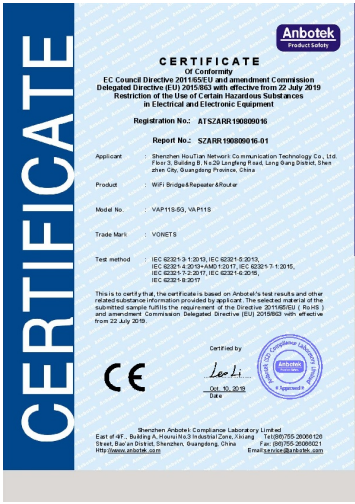 Anbotek
Product Safety
CERTIFICATE
CERTIFICATE
Of Conformity
EC Council Directive 2011/65/EU and amendment Commission
Delegated Directive (EU) 2015/863 with effective from 22 July 2019
Restriction of the Use of Certain Hazardous Substances
in Electrical and Electronic Equipment
Registration No.: ATSZARR190809016
Report No.: SZARR190809016-01
Applicant : Shenzhen HouTian Network Communication Technology Co., Ltd.
Floor 3, Building B, No.29 Longfeng Road, Long Gang District, Shen
zhen City, Guangdong Province, China
Product : WiFi Bridge&Repeater&Router
Model No. : VAP11S-5G, VAP11S
Trade Mark : VONETS
Test method : IEC 62321-3-1:2013, IEC 62321-5:2013,
IEC 62321-4:2013+AMD1:2017, IEC 62321-7-1:2015,
IEC 62321-7-2:2017, IEC 62321-6:2015,
IEC 62321-8:2017
This is to certify that, the certificate is based on Anbotek's test results and other
related substance information provided by applicant. The selected material of the
submitted sample fulfills the requirement of the Directive 2011/65/EU ( RoHS )
and amendment Commission Delegated Directive (EU) 2015/863 with effective
from 22 July 2019.
Certified by
Leo Li
Oct. 10, 2019
Date
CE
Compliance Laboratory Limited
Anbotek
Product Safety
* Approved *
Shenzhen Anbotek Compliance Laboratory Limited
East of 4/F., Building A, Hourui No.3 Industrial Zone, Xixiang Tel:(86)755-26066126
Street, Bao'an District, Shenzhen, Guangdong, China Fax: (86)755-26066021
Http://www.anbotek.com Email:service@anbotek.com